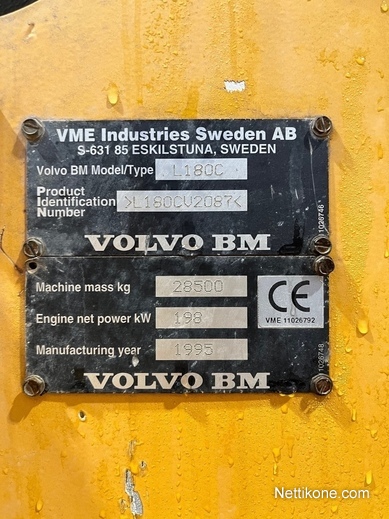 VME Industries Sweden AB
S-631 85 ESKILSTUNA, SWEDEN
Volvo BM Model/Type L180C
Product
Identification >L180CV2087<
Number
11026746
VOLVO BM
Machine mass kg 28500
CE
VME 11026792
Engine net power kW 198
Manufacturing year 1995
11026748
VOLVO BM
Nettikone.com